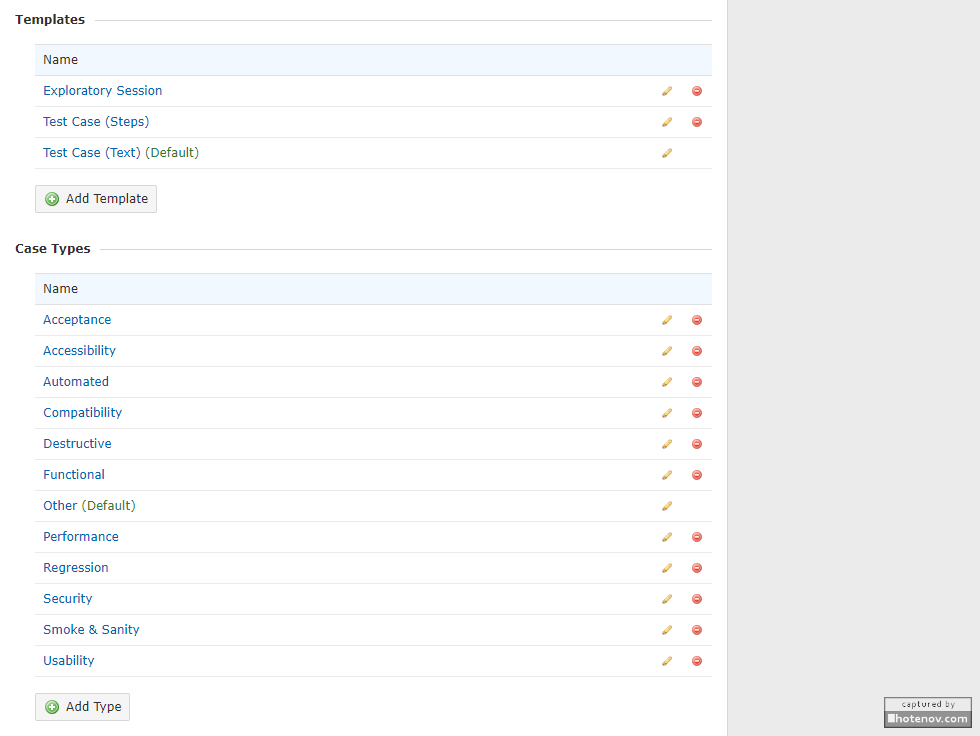 Templates
Name
Exploratory Session
Test Case (Steps)
Test Case (Text) (Default)
Add Template
Case Types
Name
Acceptance
Accessibility
Automated
Compatibility
Destructive
Functional
Other (Default)
Performance
Regression
Security
Smoke & Sanity
Usability
Add Type
captured by
hotenov.com